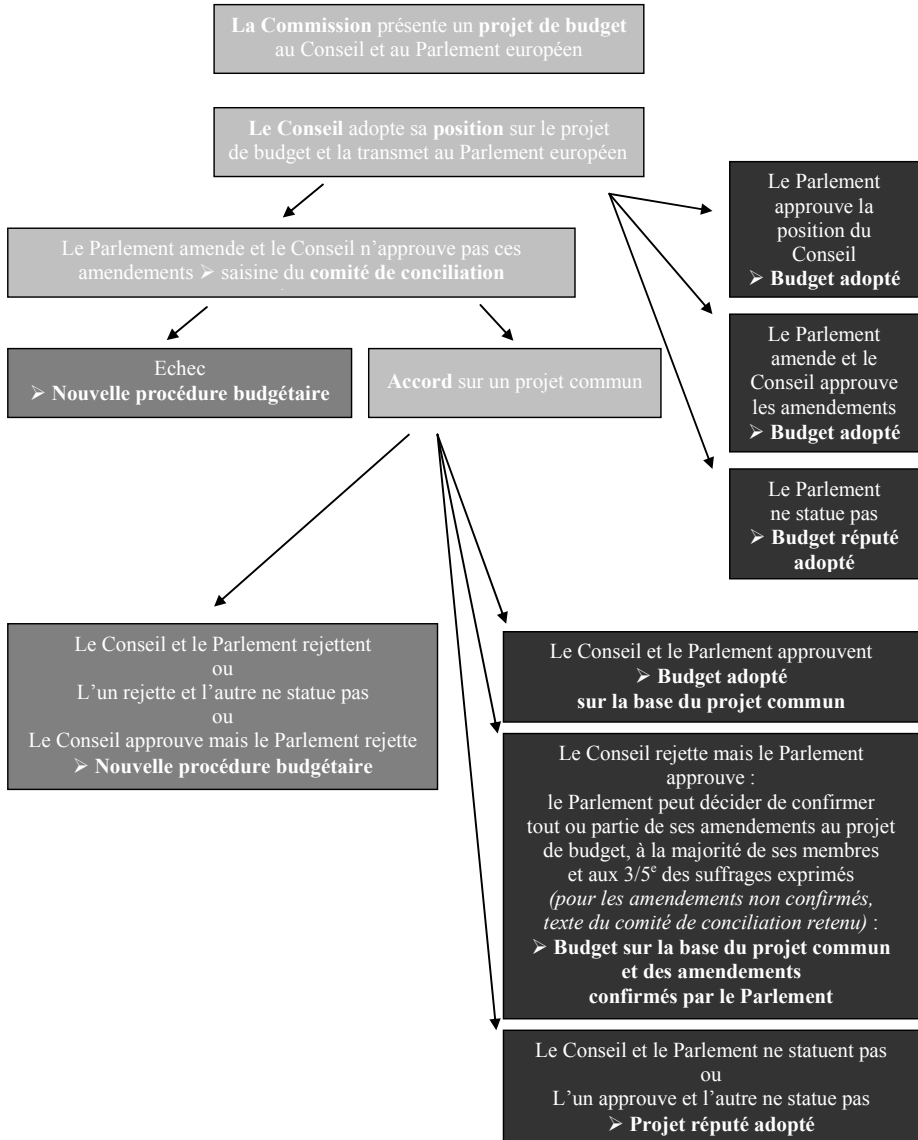 La Commission présente un projet de budget
au Conseil et au Parlement européen
Le Conseil adopte sa position sur le projet
de budget et la transmet au Parlement européen
Le Parlement
approuve la
position du
Conseil
➤ Budget adopté
Le Parlement amende et le Conseil n’approuve pas ces
amendements ➤ saisine du comité de conciliation
Le Parlement
amende et le
Conseil approuve
les amendements
➤ Budget adopté
Echec
➤ Nouvelle procédure budgétaire
Accord sur un projet commun
Le Parlement
ne statue pas
➤ Budget réputé
adopté
Le Conseil et le Parlement rejettent
ou
L’un rejette et l’autre ne statue pas
ou
Le Conseil approuve mais le Parlement rejette
➤ Nouvelle procédure budgétaire
Le Conseil et le Parlement approuvent
➤ Budget adopté
sur la base du projet commun
Le Conseil rejette mais le Parlement
approuve :
le Parlement peut décider de confirmer
tout ou partie de ses amendements au projet
de budget, à la majorité de ses membres
et aux 3/5e des suffrages exprimés
(pour les amendements non confirmés,
texte du comité de conciliation retenu) :
➤ Budget sur la base du projet commun
et des amendements
confirmés par le Parlement
Le Conseil et le Parlement ne statuent pas
ou
L’un approuve et l’autre ne statue pas
➤ Projet réputé adopté